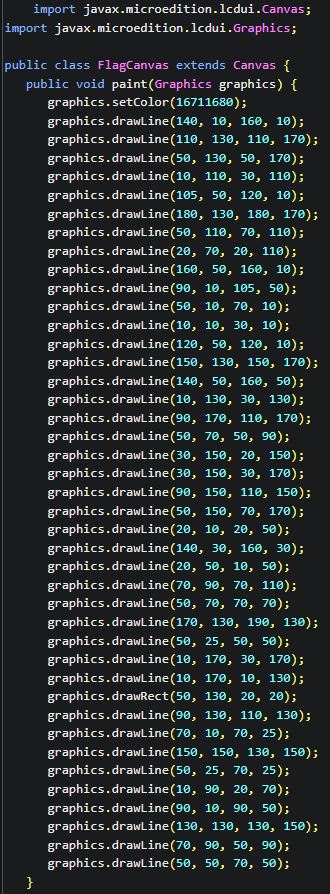 import javax.microedition.lcdui.Canvas;
import javax.microedition.lcdui.Graphics;
public class FlagCanvas extends Canvas {
public void paint(Graphics graphics) {
graphics.setColor(16711680);
graphics.drawLine(140, 10, 160, 10);
graphics.drawLine(110, 130, 110, 170);
graphics.drawLine(50, 130, 50, 170);
graphics.drawLine(10, 110, 30, 110);
graphics.drawLine(105, 50, 120, 10);
graphics.drawLine(180, 130, 180, 170);
graphics.drawLine(50, 110, 70, 110);
graphics.drawLine(20, 70, 20, 110);
graphics.drawLine(160, 50, 160, 10);
graphics.drawLine(90, 10, 105, 50);
graphics.drawLine(50, 10, 70, 10);
graphics.drawLine(10, 10, 30, 10);
graphics.drawLine(120, 50, 120, 10);
graphics.drawLine(150, 130, 150, 170);
graphics.drawLine(140, 50, 160, 50);
graphics.drawLine(10, 130, 30, 130);
graphics.drawLine(90, 170, 110, 170);
graphics.drawLine(50, 70, 50, 90);
graphics.drawLine(30, 150, 20, 150);
graphics.drawLine(30, 150, 30, 170);
graphics.drawLine(90, 150, 110, 150);
graphics.drawLine(50, 150, 70, 170);
graphics.drawLine(20, 10, 20, 50);
graphics.drawLine(140, 30, 160, 30);
graphics.drawLine(20, 50, 10, 50);
graphics.drawLine(70, 90, 70, 110);
graphics.drawLine(50, 70, 70, 70);
graphics.drawLine(170, 130, 190, 130);
graphics.drawLine(50, 25, 50, 50);
graphics.drawLine(10, 170, 30, 170);
graphics.drawLine(10, 170, 10, 130);
graphics.drawRect(50, 130, 20, 20);
graphics.drawLine(90, 130, 110, 130);
graphics.drawLine(70, 10, 70, 25);
graphics.drawLine(150, 150, 130, 150);
graphics.drawLine(50, 25, 70, 25);
graphics.drawLine(10, 90, 20, 70);
graphics.drawLine(90, 10, 90, 50);
graphics.drawLine(130, 130, 130, 150);
graphics.drawLine(70, 90, 50, 90);
graphics.drawLine(50, 50, 70, 50);
}